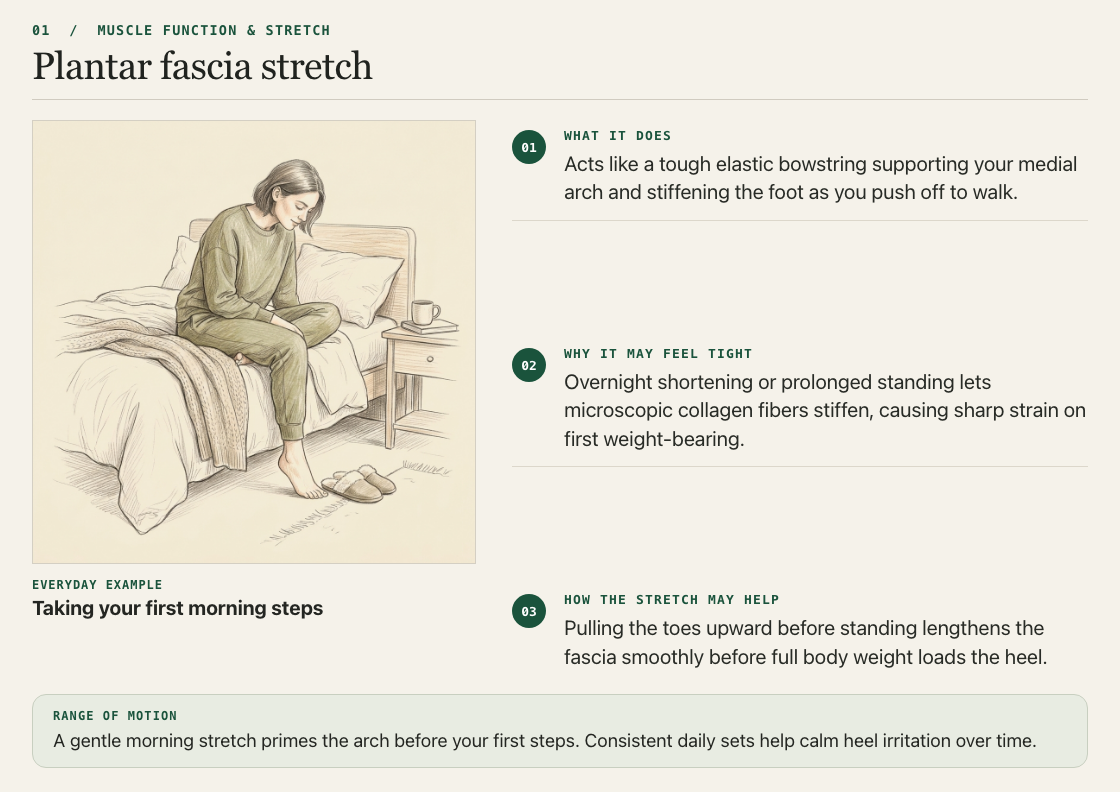 01 / MUSCLE FUNCTION & STRETCH
Plantar fascia stretch
EVERYDAY EXAMPLE
Taking your first morning steps
01
WHAT IT DOES
Acts like a tough elastic bowstring supporting your medial
arch and stiffening the foot as you push off to walk.
02
WHY IT MAY FEEL TIGHT
Overnight shortening or prolonged standing lets
microscopic collagen fibers stiffen, causing sharp strain on
first weight-bearing.
03
HOW THE STRETCH MAY HELP
Pulling the toes upward before standing lengthens the
fascia smoothly before full body weight loads the heel.
RANGE OF MOTION
A gentle morning stretch primes the arch before your first steps. Consistent daily sets help calm heel irritation over time.